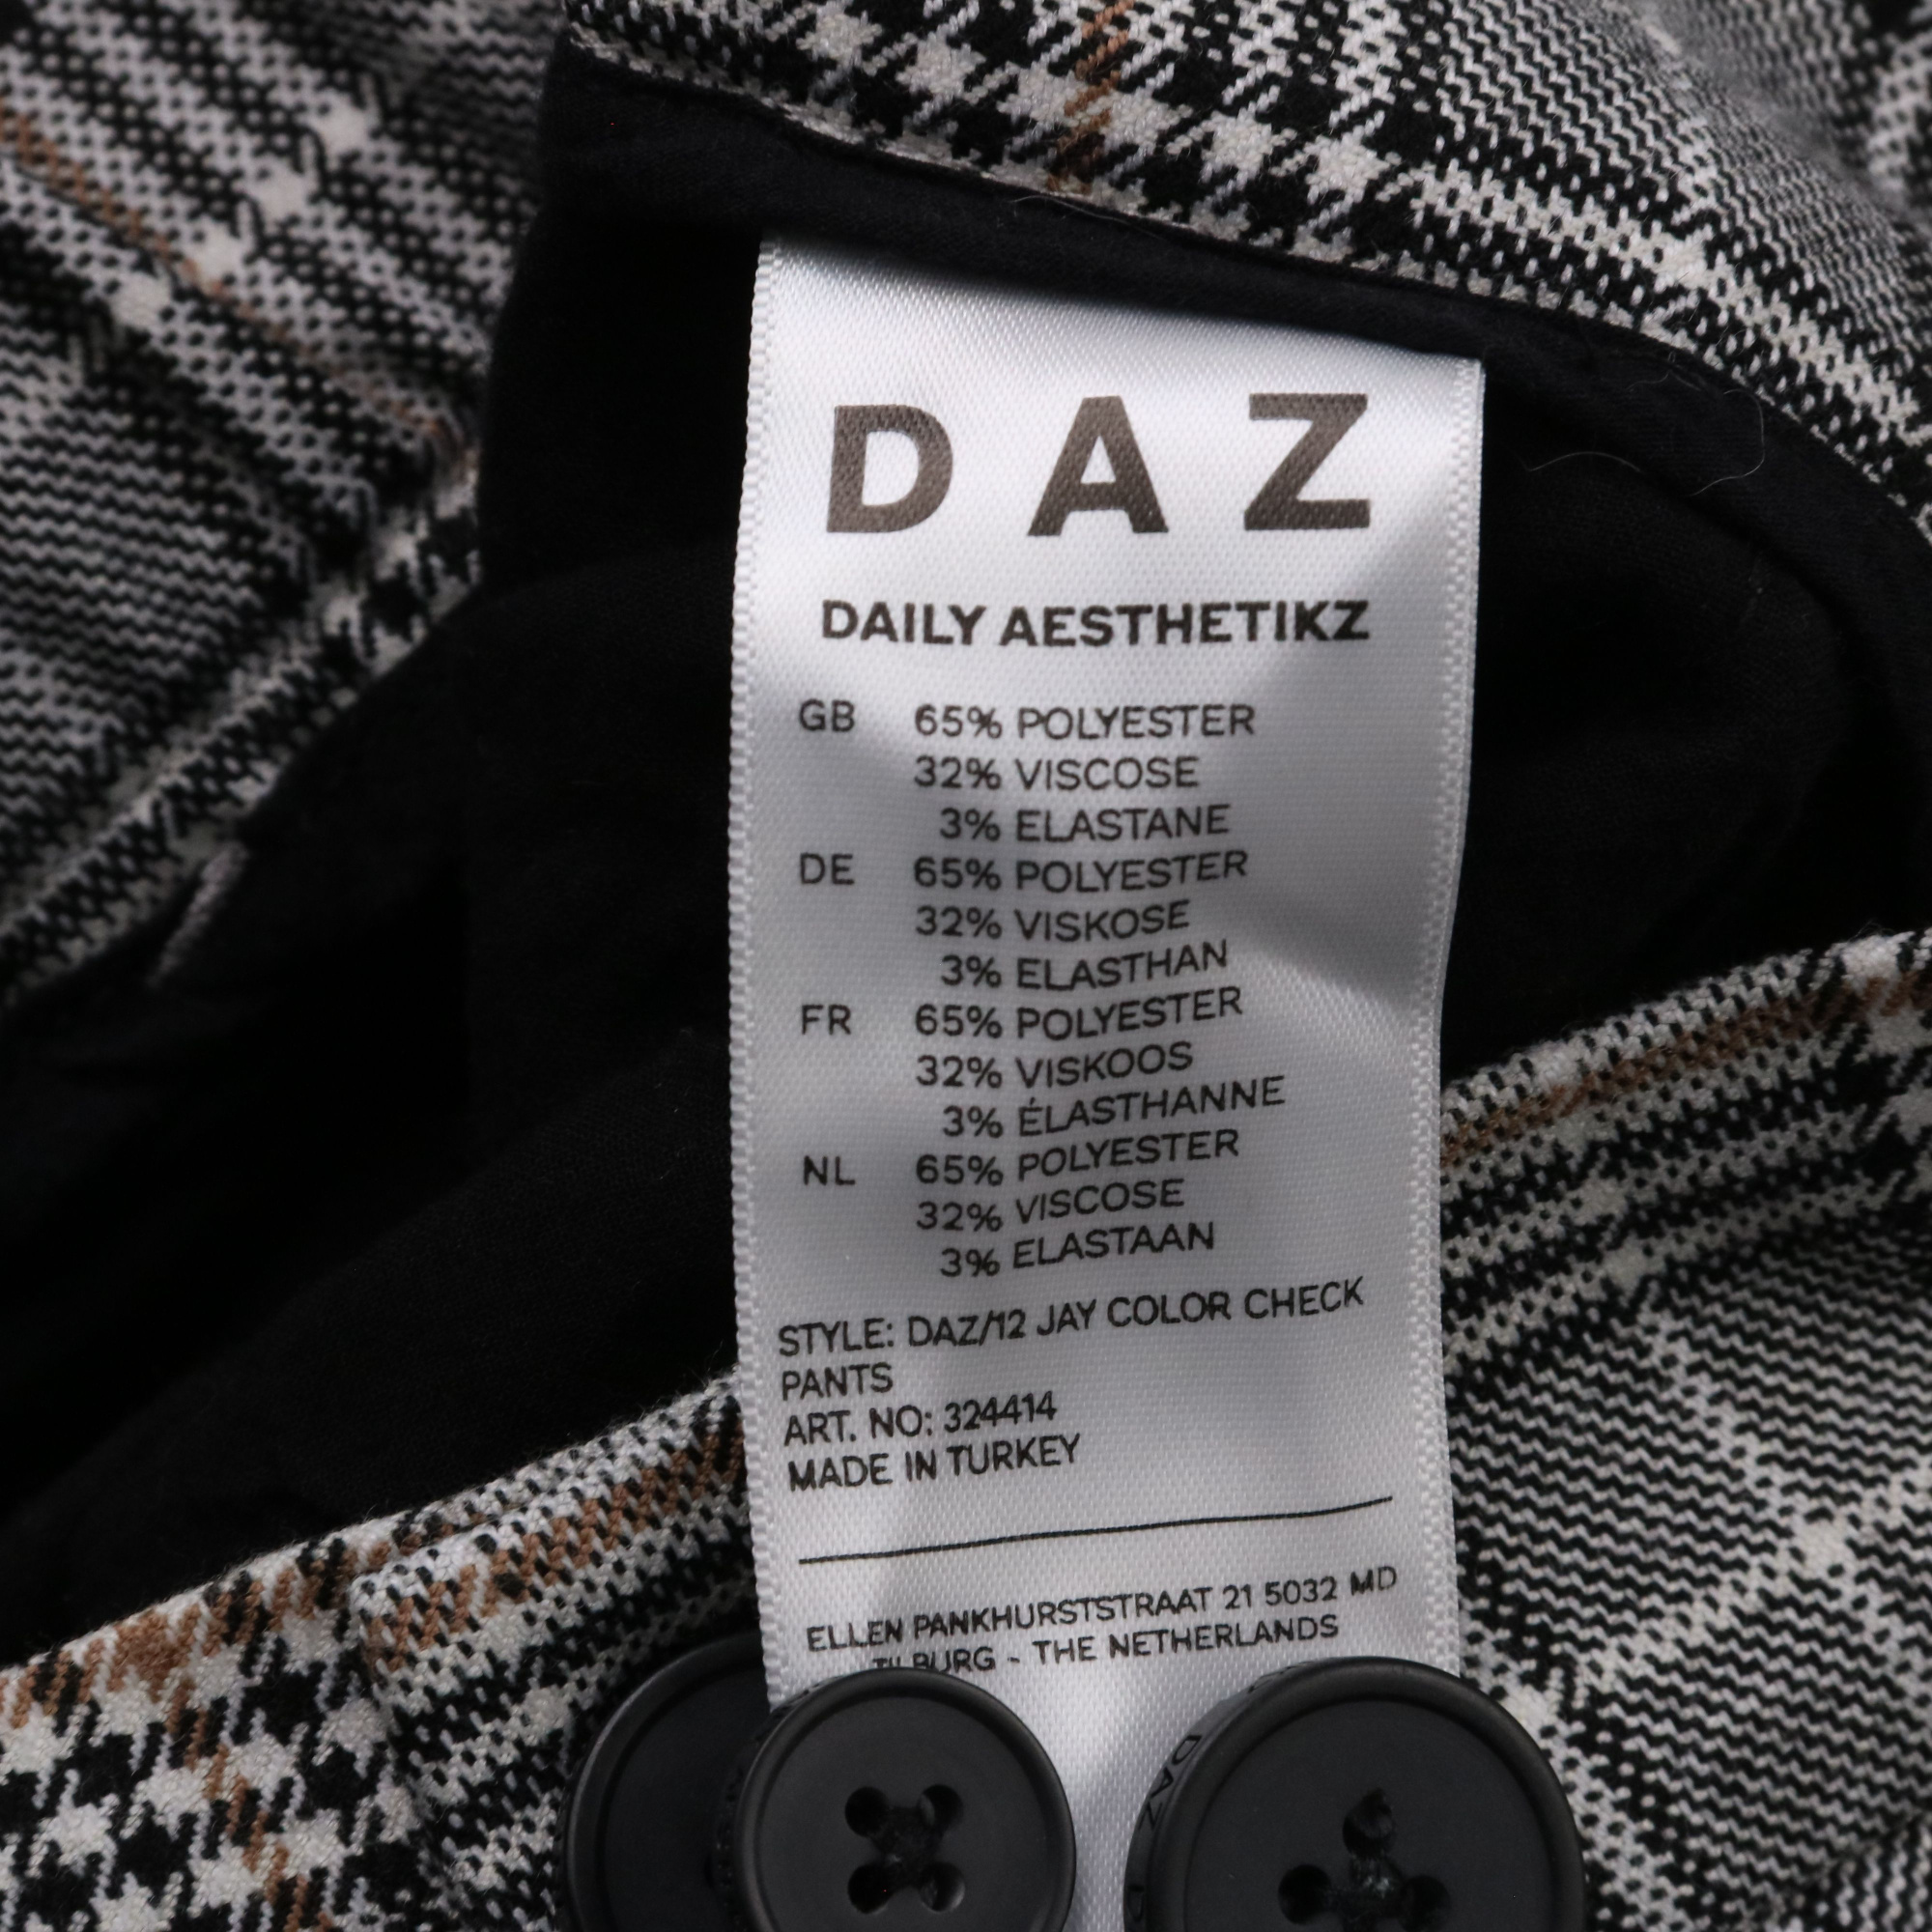 D A Z
DAILY AESTHETIKZ
GB 65% POLYESTER
32% VISCOSE
3% ELASTANE
DE 65% POLYESTER
32% VISKOSE
3% ELASTHAN
FR 65% POLYESTER
32% VISKOOS
3% ÉLASTHANNE
NL 65% POLYESTER
32% VISCOSE
3% ELASTAAN
STYLE: DAZ/12 JAY COLOR CHECK
PANTS
ART. NO: 324414
MADE IN TURKEY
ELLEN PANKHURSTSTRAAT 21 5032 MD
TILBURG - THE NETHERLANDS
DAZ D